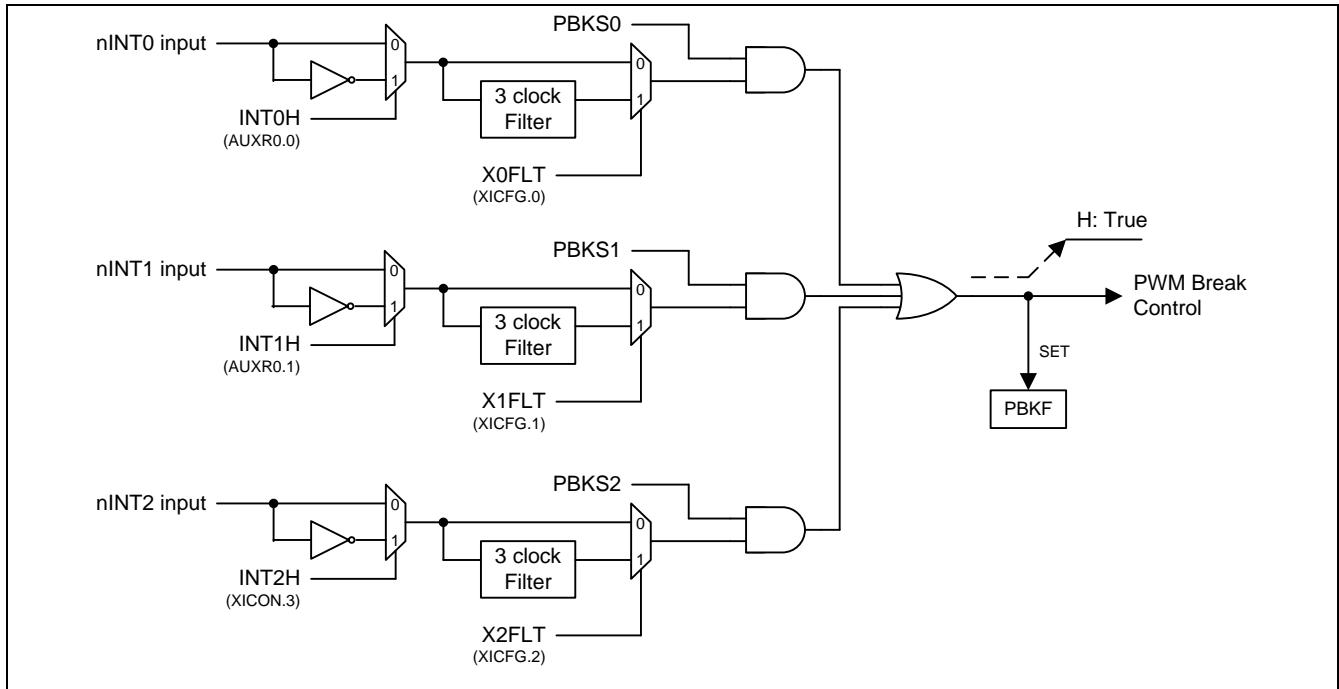 nINT0 input
0
1
INT0H
(AUXR0.0)
3 clock
Filter
0
1
X0FLT
(XICFG.0)
PBKS0
nINT1 input
0
1
INT1H
(AUXR0.1)
3 clock
Filter
0
1
X1FLT
(XICFG.1)
PBKS1
nINT2 input
0
1
INT2H
(XICON.3)
3 clock
Filter
0
1
X2FLT
(XICFG.2)
PBKS2
H: True
PWM Break
Control
SET
PBKF